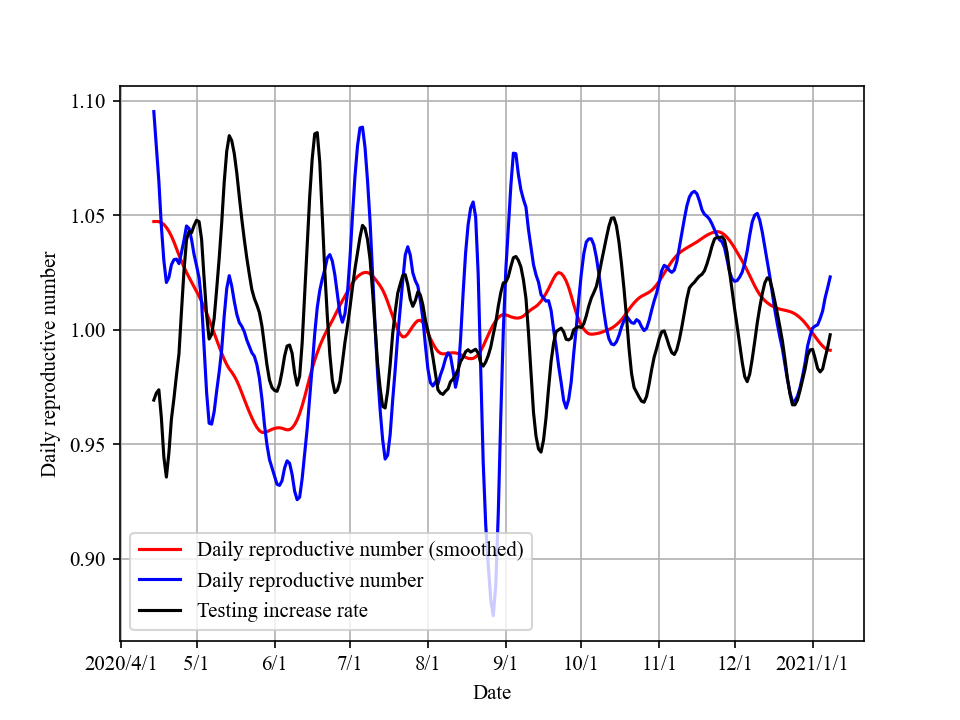 1.10
1.05
1.00
0.95
0.90
Daily reproductive number
Daily reproductive number (smoothed)
Daily reproductive number
Testing increase rate
2020/4/1 5/1 6/1 7/1 8/1 9/1 10/1 11/1 12/1 2021/1/1
Date